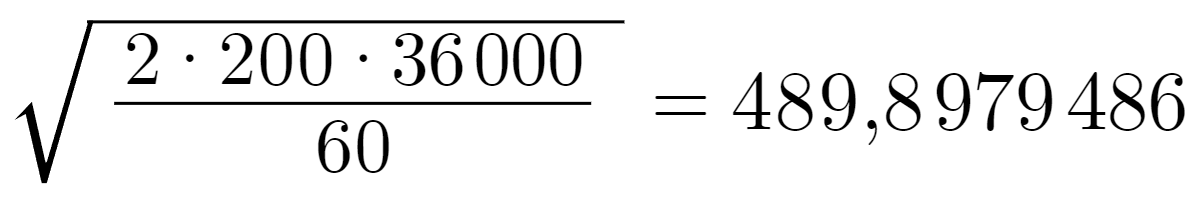 √(2 · 200 · 36 000 / 60) = 489,8 979 486